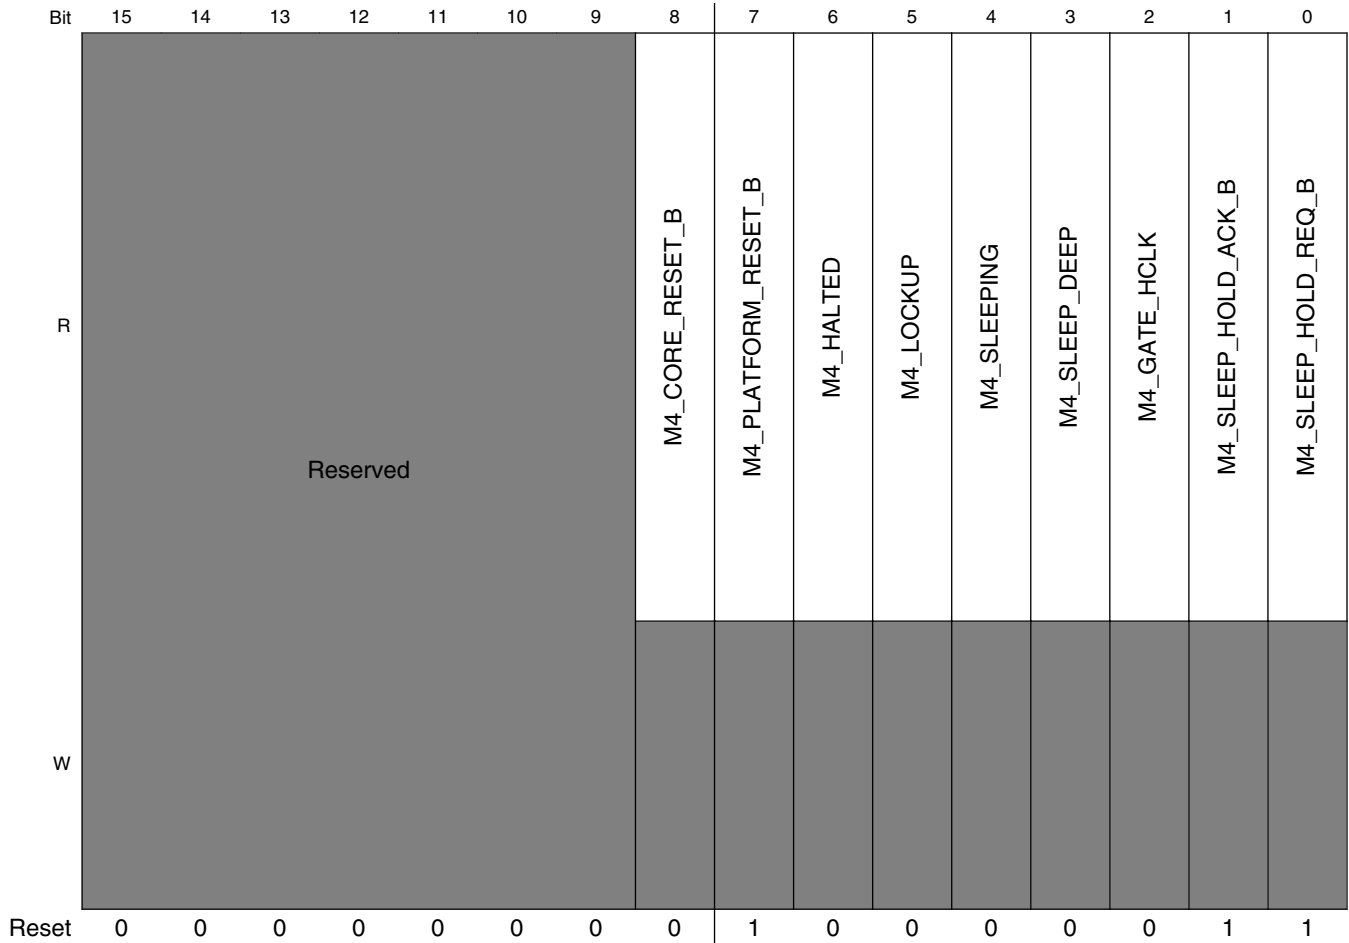 Bit 15 14 13 12 11 10 9 8 7 6 5 4 3 2 1 0
R
Reserved
M4_CORE_RESET_B
M4_PLATFORM_RESET_B
M4_HALTED
M4_LOCKUP
M4_SLEEPING
M4_SLEEP_DEEP
M4_GATE_HCLK
M4_SLEEP_HOLD_ACK_B
M4_SLEEP_HOLD_REQ_B
W
Reset 0 0 0 0 0 0 0 0 1 0 0 0 0 0 1 1